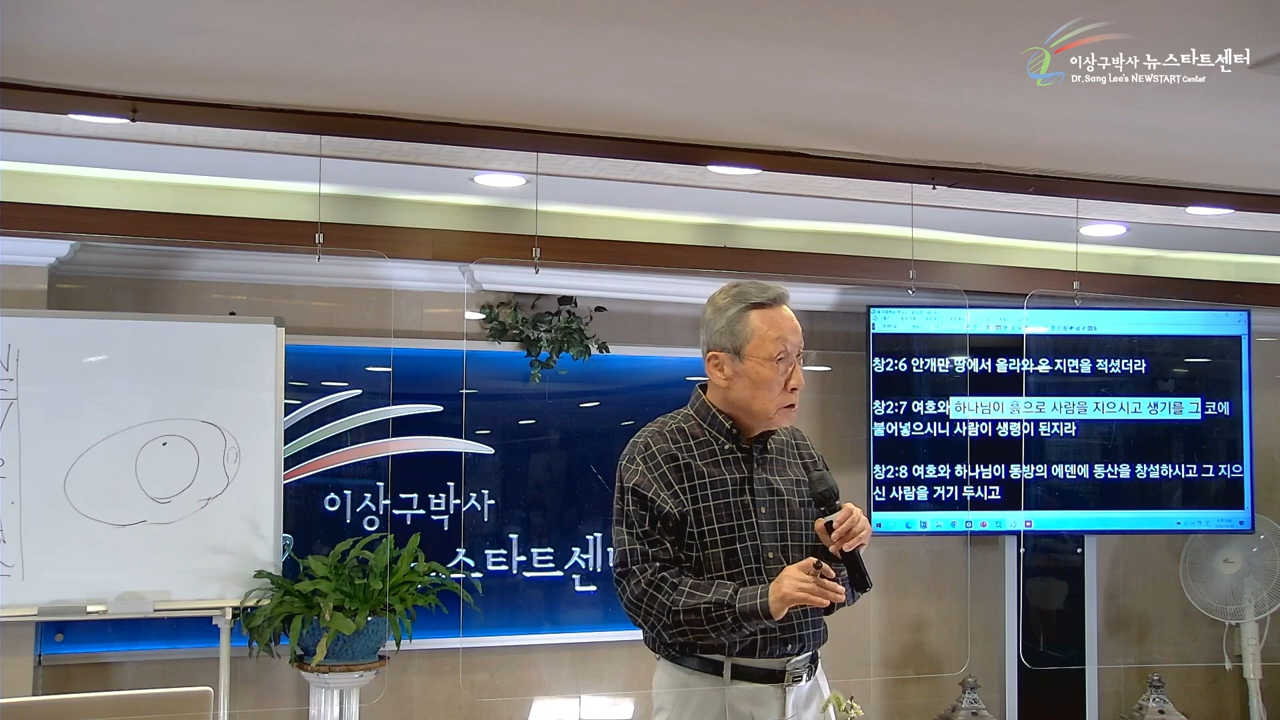 이상구박사 뉴스타트센터
Dr. Sang Lee's NEWSTART Center
창2:6 안개만 땅에서 올라와 온 지면을 적셨더라
창2:7 여호와 하나님이 흙으로 사람을 지으시고 생기를 그 코에
불어넣으시니 사람이 생령이 된지라
창2:8 여호와 하나님이 동방의 에덴에 동산을 창설하시고 그 지으
신 사람을 거기 두시고
이상구박사
스타트센